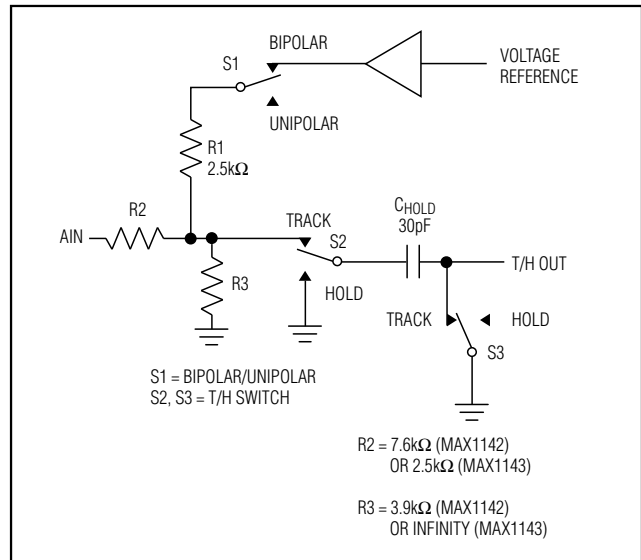 BIPOLAR
VOLTAGE
REFERENCE
S1
UNIPOLAR
R1
2.5kΩ
R2
AIN
TRACK
S2
CHOLD
30pF
T/H OUT
R3
HOLD
TRACK
HOLD
S3
S1 = BIPOLAR/UNIPOLAR
S2, S3 = T/H SWITCH
R2 = 7.6kΩ (MAX1142)
OR 2.5kΩ (MAX1143)
R3 = 3.9kΩ (MAX1142)
OR INFINITY (MAX1143)